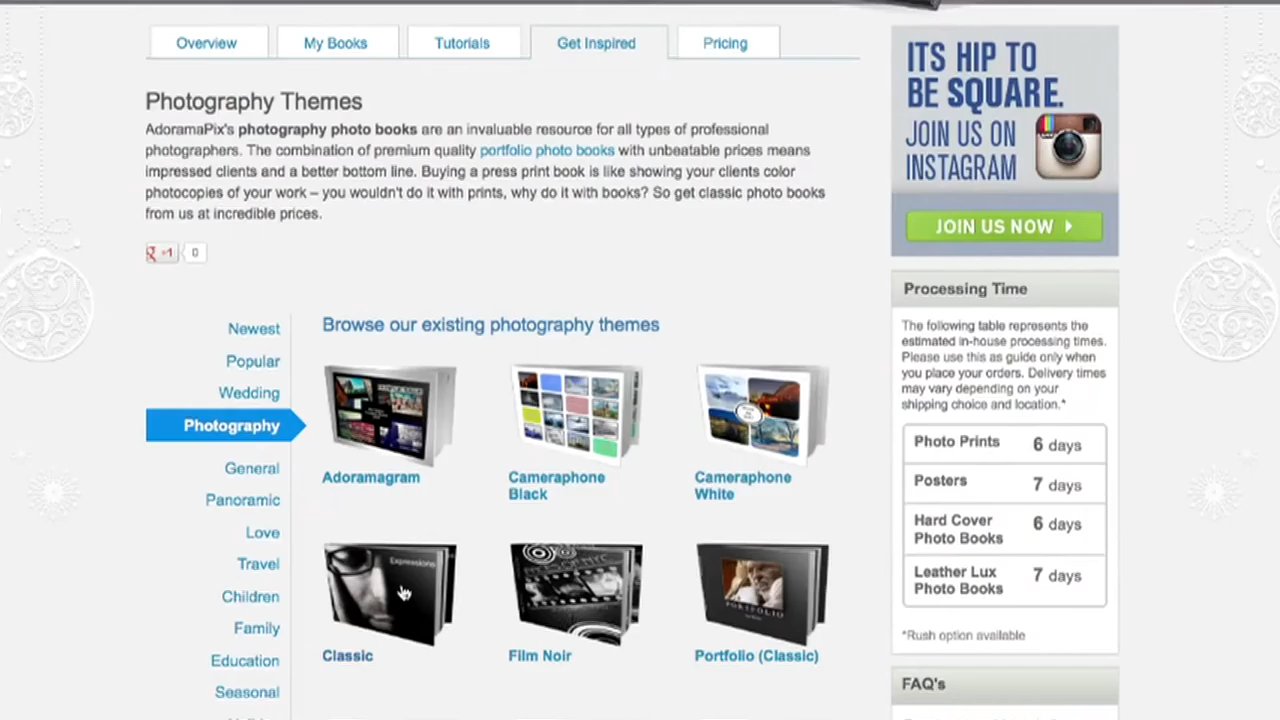 Overview
My Books
Tutorials
Get Inspired
Pricing
Photography Themes
AdoramaPix's photography photo books are an invaluable resource for all types of professional
photographers. The combination of premium quality portfolio photo books with unbeatable prices means
impressed clients and a better bottom line. Buying a press print book is like showing your clients color
photocopies of your work – you wouldn't do it with prints, why do it with books? So get classic photo books
from us at incredible prices.
+1
0
Newest
Popular
Wedding
Photography
General
Panoramic
Love
Travel
Children
Family
Education
Seasonal
Browse our existing photography themes
Adoramagram
Cameraphone
Black
Cameraphone
White
Expressions
PORTFOLIO
Classic
Film Noir
Portfolio (Classic)
ITS HIP TO
BE SQUARE.
JOIN US ON
INSTAGRAM
JOIN US NOW
Processing Time
The following table represents the
estimated in-house processing times.
Please use this as guide only when
you place your orders. Delivery times
may vary depending on your
shipping choice and location.*
Photo Prints 6 days
Posters 7 days
Hard Cover
Photo Books 6 days
Leather Lux
Photo Books 7 days
*Rush option available
FAQ's